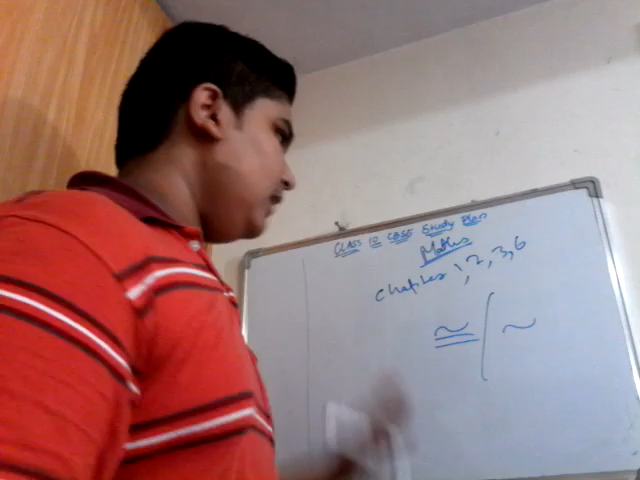 CLASS 10 CBSE Study Plan
Maths
chapters 1, 2, 3, 6
≅ / ~